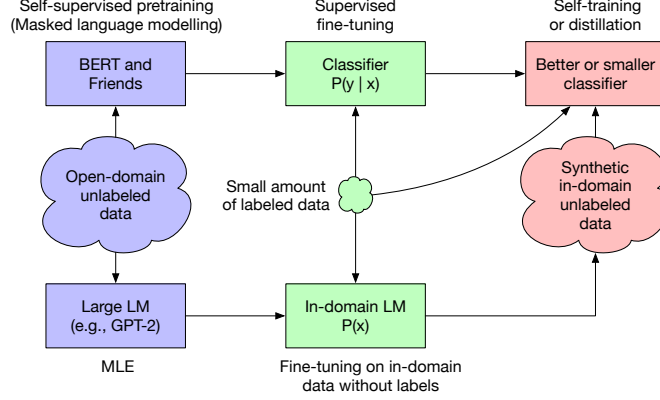 Self-supervised pretraining
(Masked language modelling)
Supervised
fine-tuning
Self-training
or distillation
BERT and
Friends
Classifier
P(y | x)
Better or smaller
classifier
Open-domain
unlabeled
data
Small amount
of labeled data
Synthetic
in-domain
unlabeled
data
Large LM
(e.g., GPT-2)
In-domain LM
P(x)
MLE
Fine-tuning on in-domain
data without labels